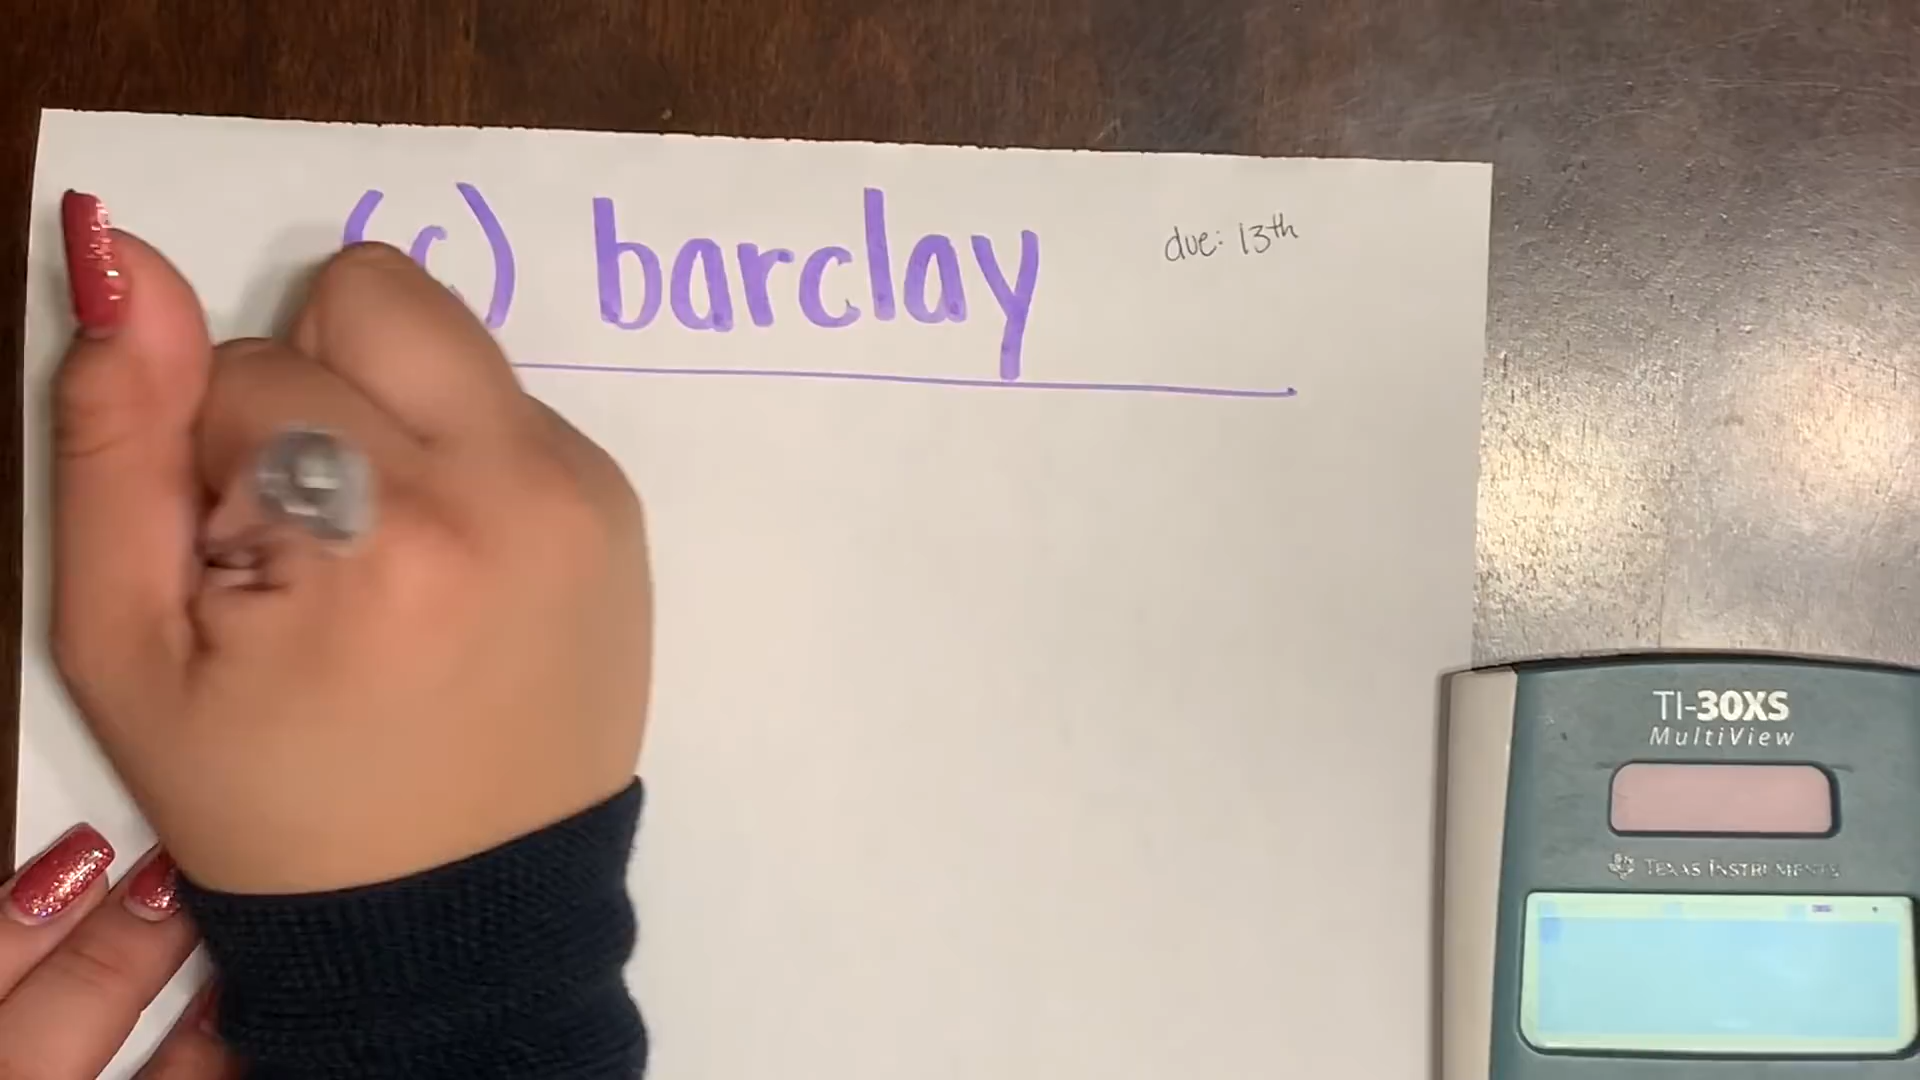 (c) barclay
due: 13th
TI-30XS
MultiView
TEXAS INSTRUMENTS